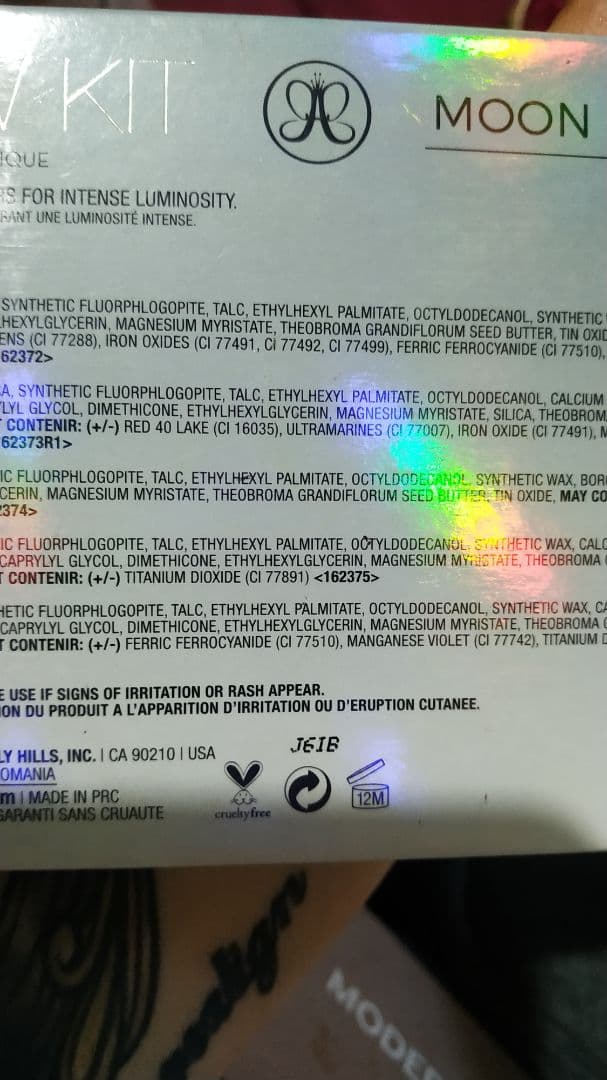 KIT
MOON
IQUE
RS FOR INTENSE LUMINOSITY.
RANT UNE LUMINOSITÉ INTENSE.
SYNTHETIC FLUORPHLOGOPITE, TALC, ETHYLHEXYL PALMITATE, OCTYLDODECANOL, SYNTHETIC
HEXYLGLYCERIN, MAGNESIUM MYRISTATE, THEOBROMA GRANDIFLORUM SEED BUTTER, TIN OXID
ENS (CI 77288), IRON OXIDES (CI 77491, CI 77492, CI 77499), FERRIC FERROCYANIDE (CI 77510),
62372>
A, SYNTHETIC FLUORPHLOGOPITE, TALC, ETHYLHEXYL PALMITATE, OCTYLDODECANOL, CALCIUM
YLYL GLYCOL, DIMETHICONE, ETHYLHEXYLGLYCERIN, MAGNESIUM MYRISTATE, SILICA, THEOBROM
T CONTENIR: (+/-) RED 40 LAKE (CI 16035), ULTRAMARINES (CI 77007), IRON OXIDE (CI 77491), M
62373R1>
IC FLUORPHLOGOPITE, TALC, ETHYLHEXYL PALMITATE, OCTYLDODECANOL, SYNTHETIC WAX, BOR
CERIN, MAGNESIUM MYRISTATE, THEOBROMA GRANDIFLORUM SEED BUTTER, TIN OXIDE, MAY CO
2374>
IC FLUORPHLOGOPITE, TALC, ETHYLHEXYL PALMITATE, OCTYLDODECANOL, SYNTHETIC WAX, CALC
CAPRYLYL GLYCOL, DIMETHICONE, ETHYLHEXYLGLYCERIN, MAGNESIUM MYRISTATE, THEOBROMA
T CONTENIR: (+/-) TITANIUM DIOXIDE (CI 77891) <162375>
HETIC FLUORPHLOGOPITE, TALC, ETHYLHEXYL PALMITATE, OCTYLDODECANOL, SYNTHETIC WAX, CA
CAPRYLYL GLYCOL, DIMETHICONE, ETHYLHEXYLGLYCERIN, MAGNESIUM MYRISTATE, THEOBROMA
T CONTENIR: (+/-) FERRIC FERROCYANIDE (CI 77510), MANGANESE VIOLET (CI 77742), TITANIUM D
E USE IF SIGNS OF IRRITATION OR RASH APPEAR.
ION DU PRODUIT A L'APPARITION D'IRRITATION OU D'ERUPTION CUTANEE.
LY HILLS, INC. | CA 90210 | USA
J61B
OMANIA
m | MADE IN PRC
GARANTI SANS CRUAUTE
crueltyfree
12M
MODER